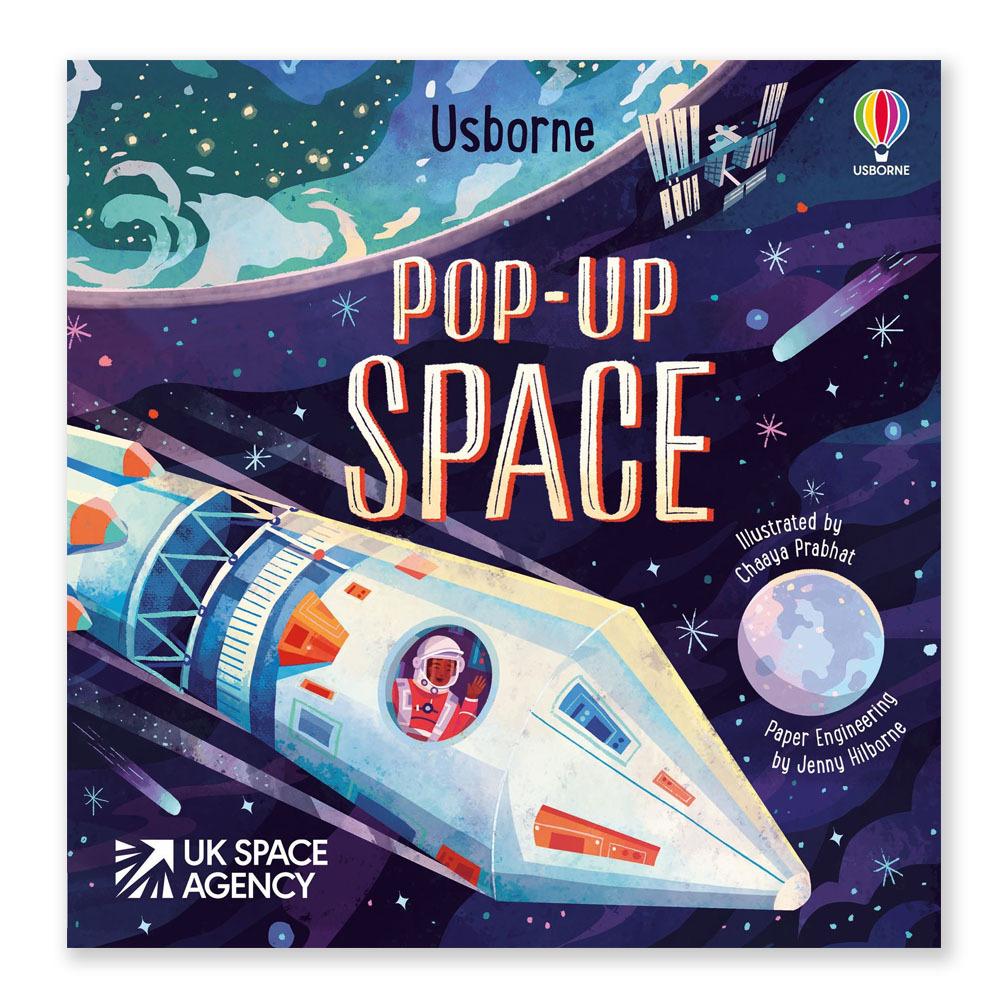 Usborne
USBORNE
POP-UP
SPACE
Illustrated by
Chaaya Prabhat
Paper Engineering
by Jenny Hilborne
UK SPACE
AGENCY